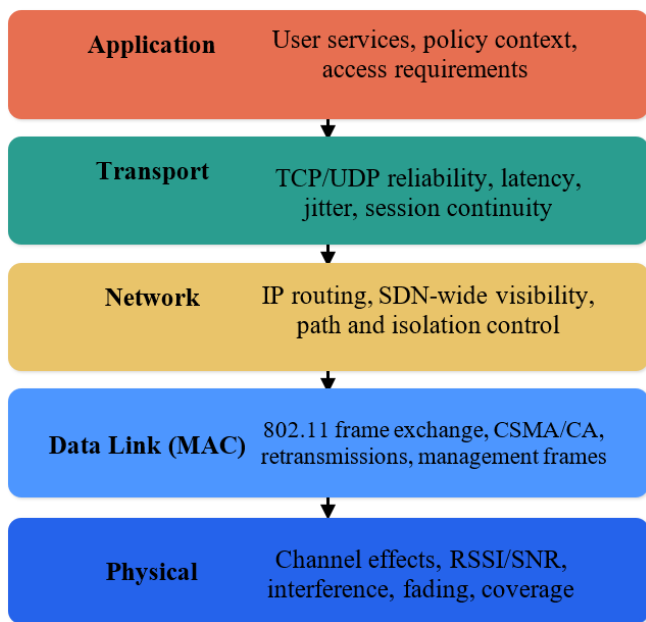 Application
User services, policy context,
access requirements
Transport
TCP/UDP reliability, latency,
jitter, session continuity
Network
IP routing, SDN-wide visibility,
path and isolation control
Data Link (MAC)
802.11 frame exchange, CSMA/CA,
retransmissions, management frames
Physical
Channel effects, RSSI/SNR,
interference, fading, coverage